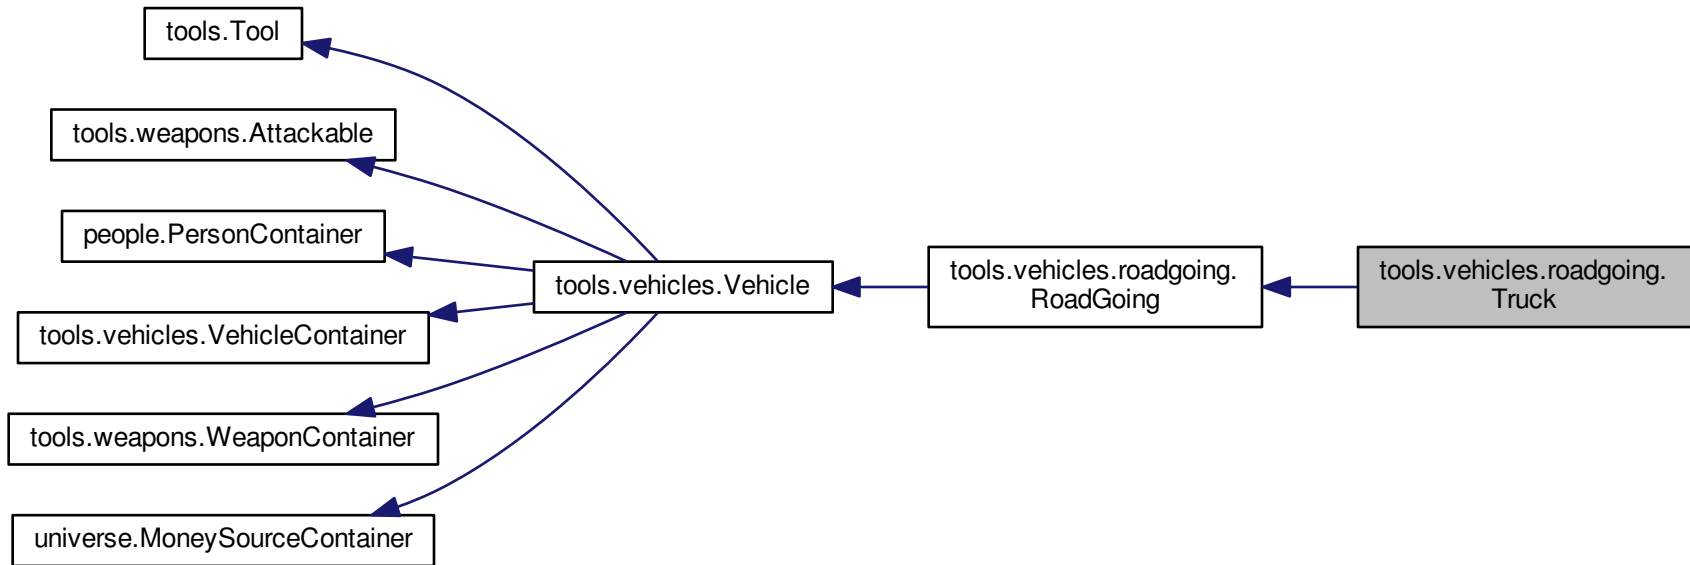 tools.Tool
tools.weapons.Attackable
people.PersonContainer
tools.vehicles.VehicleContainer
tools.weapons.WeaponContainer
universe.MoneySourceContainer
tools.vehicles.Vehicle
tools.vehicles.roadgoing.
RoadGoing
tools.vehicles.roadgoing.
Truck